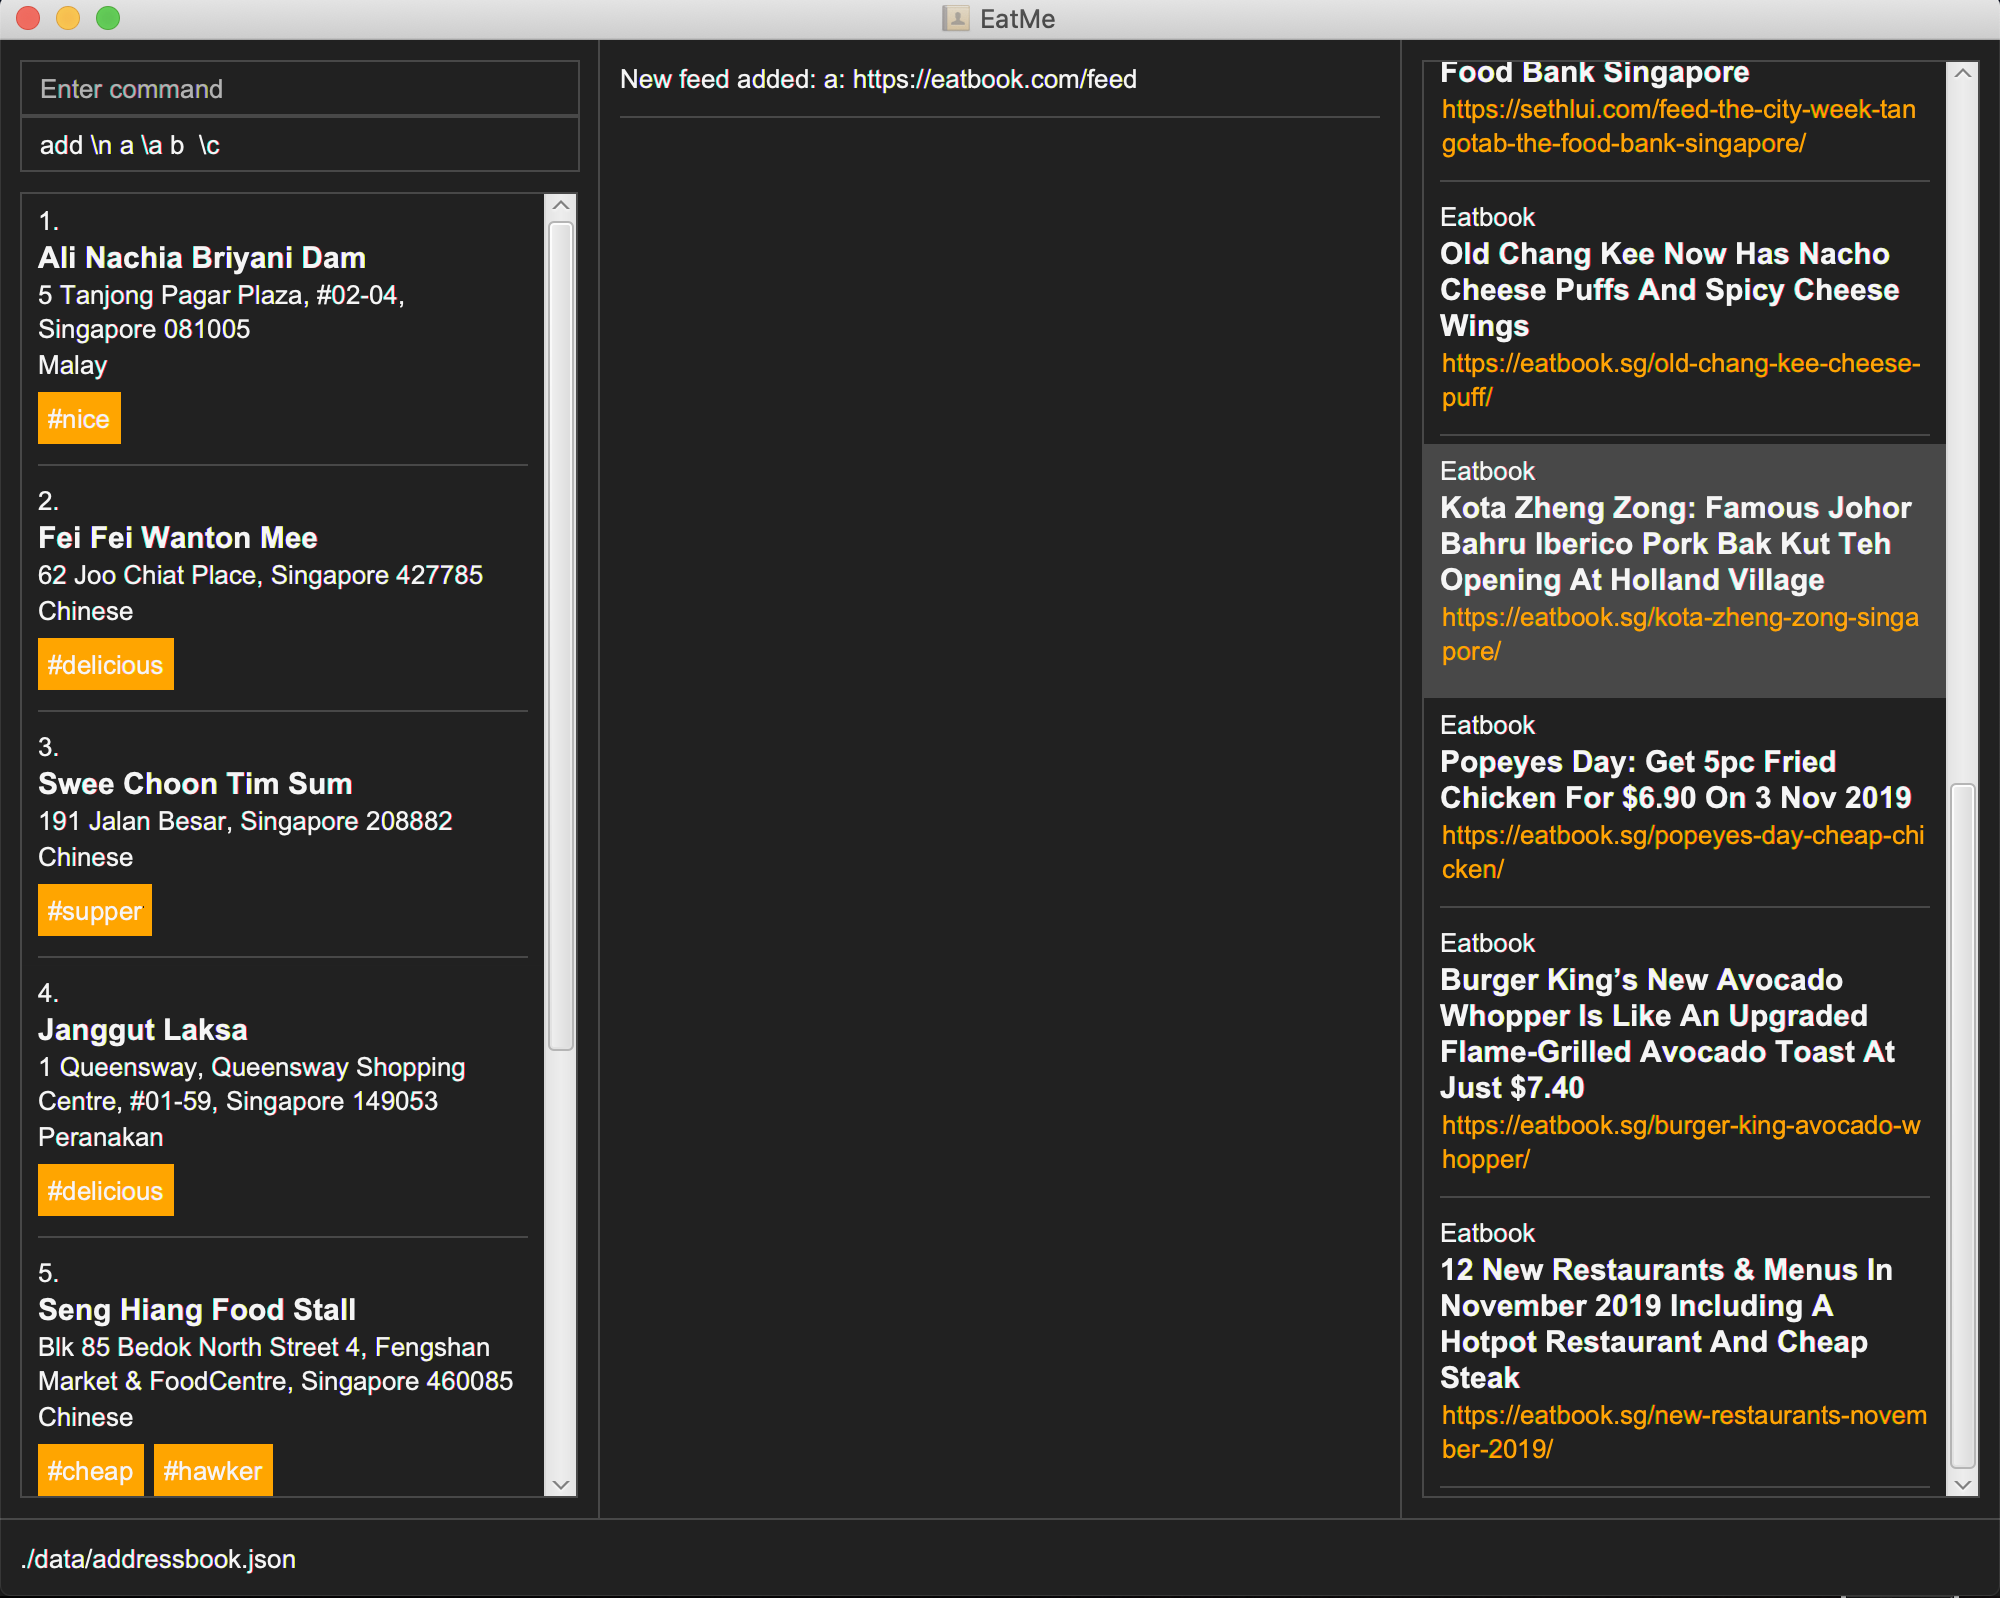 EatMe
Enter command
add \n a \a b  \c
1.
Ali Nachia Briyani Dam
5 Tanjong Pagar Plaza, #02-04,
Singapore 081005
Malay
#nice
2.
Fei Fei Wanton Mee
62 Joo Chiat Place, Singapore 427785
Chinese
#delicious
3.
Swee Choon Tim Sum
191 Jalan Besar, Singapore 208882
Chinese
#supper
4.
Janggut Laksa
1 Queensway, Queensway Shopping
Centre, #01-59, Singapore 149053
Peranakan
#delicious
5.
Seng Hiang Food Stall
Blk 85 Bedok North Street 4, Fengshan
Market & FoodCentre, Singapore 460085
Chinese
#cheap #hawker
New feed added: a: https://eatbook.com/feed
Food Bank Singapore
https://sethlui.com/feed-the-city-week-tan
gotab-the-food-bank-singapore/
Eatbook
Old Chang Kee Now Has Nacho
Cheese Puffs And Spicy Cheese
Wings
https://eatbook.sg/old-chang-kee-cheese-
puff/
Eatbook
Kota Zheng Zong: Famous Johor
Bahru Iberico Pork Bak Kut Teh
Opening At Holland Village
https://eatbook.sg/kota-zheng-zong-singa
pore/
Eatbook
Popeyes Day: Get 5pc Fried
Chicken For $6.90 On 3 Nov 2019
https://eatbook.sg/popeyes-day-cheap-chi
cken/
Eatbook
Burger King’s New Avocado
Whopper Is Like An Upgraded
Flame-Grilled Avocado Toast At
Just $7.40
https://eatbook.sg/burger-king-avocado-w
hopper/
Eatbook
12 New Restaurants & Menus In
November 2019 Including A
Hotpot Restaurant And Cheap
Steak
https://eatbook.sg/new-restaurants-novem
ber-2019/
./data/addressbook.json